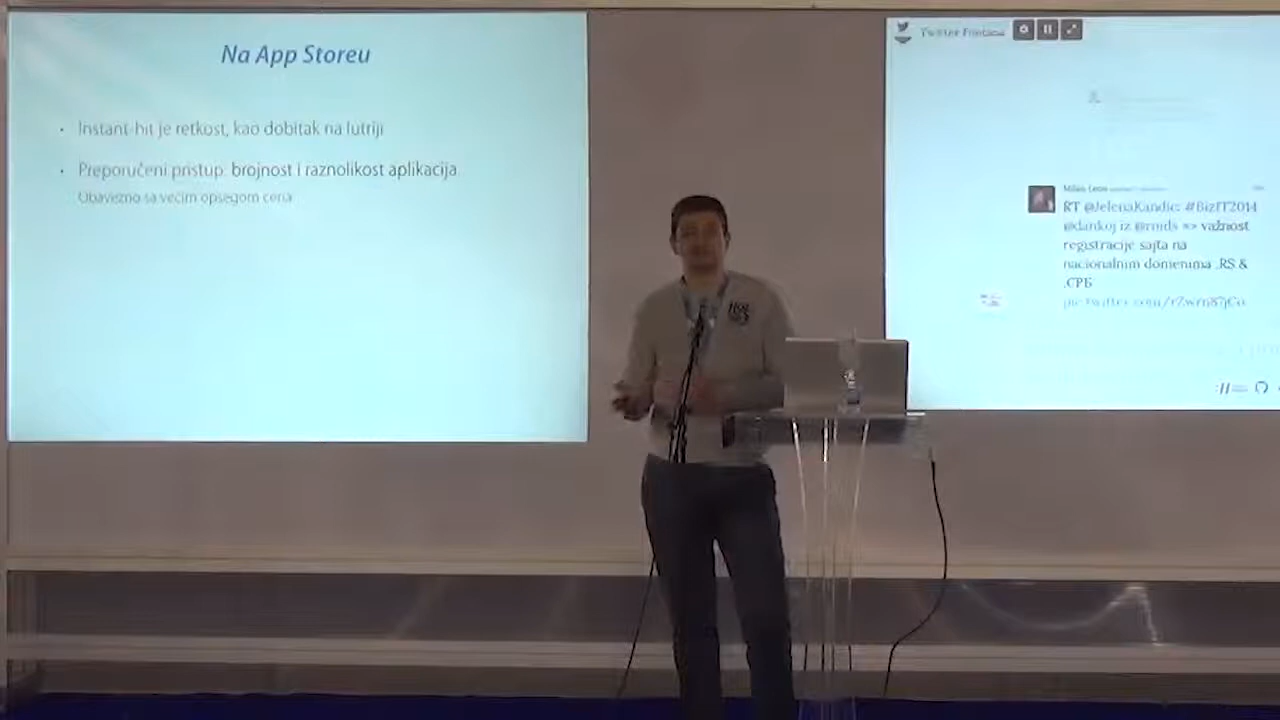 Na App Storeu
• Instant-hit je retkost, kao dobitak na lutriji
• Preporučeni pristup: brojnost i raznolikost aplikacija
Obavezno sa većim opsegom cena
Twitter Fontana
RT @JelenaKandic: #BizIT2014
@dankoj iz @rnids => važnost
registracije sajta na
nacionalnim domenima .RS &
.СРБ